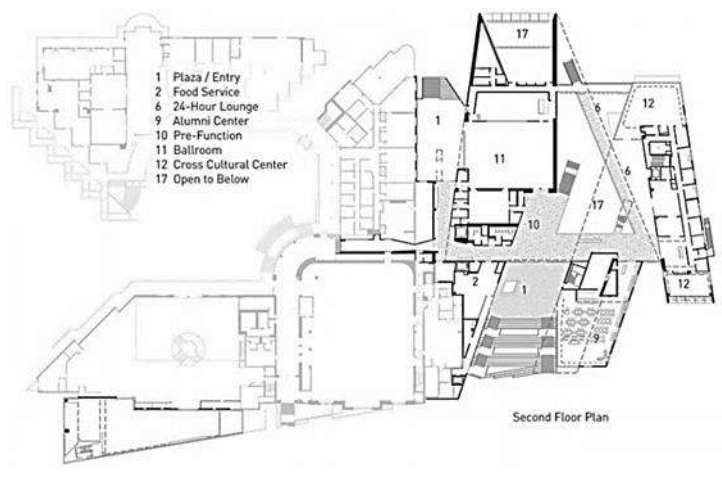 1 Plaza / Entry
2 Food Service
6 24-Hour Lounge
9 Alumni Center
10 Pre-Function
11 Ballroom
12 Cross Cultural Center
17 Open to Below
17
6
12
1
11
6
10
17
2
1
12
9
Second Floor Plan